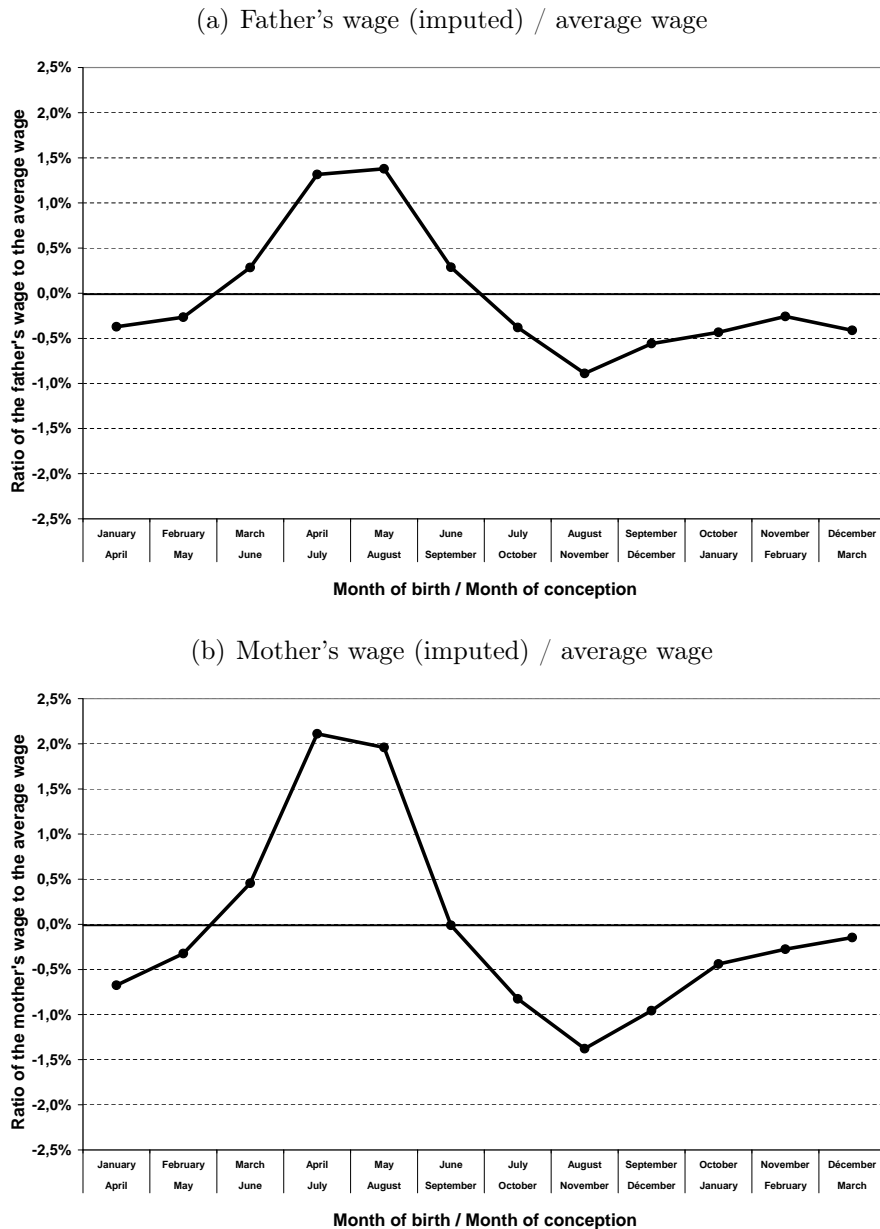 (a) Father's wage (imputed) / average wage
2,5%
2,0%
1,5%
1,0%
0,5%
0,0%
-0,5%
-1,0%
-1,5%
-2,0%
-2,5%
Ratio of the father's wage to the average wage
January February March April May June July August September October November Décember
April May June July August September October November Décember January February March
Month of birth / Month of conception
(b) Mother's wage (imputed) / average wage
2,5%
2,0%
1,5%
1,0%
0,5%
0,0%
-0,5%
-1,0%
-1,5%
-2,0%
-2,5%
Ratio of the mother's wage to the average wage
January February March April May June July August September October November Décember
April May June July August September October November Décember January February March
Month of birth / Month of conception